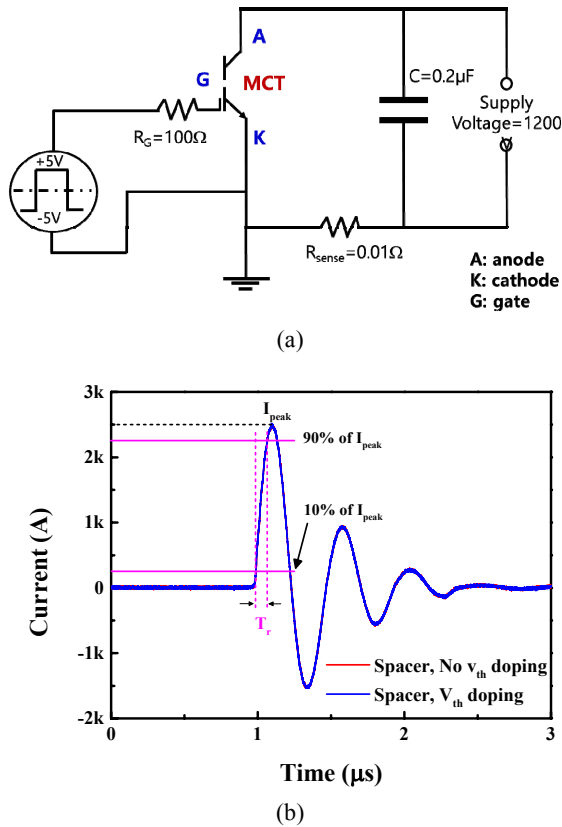 A
G
MCT
R_G=100Ω
K
+5V
-5V
C=0.2μF
Supply
Voltage=1200
V
R_sense=0.01Ω
A: anode
K: cathode
G: gate
(a)
3k
2k
1k
0
-1k
-2k
Current (A)
I_peak
90% of I_peak
10% of I_peak
T_r
Spacer, No v_th doping
Spacer, V_th doping
0
1
2
3
Time (μs)
(b)